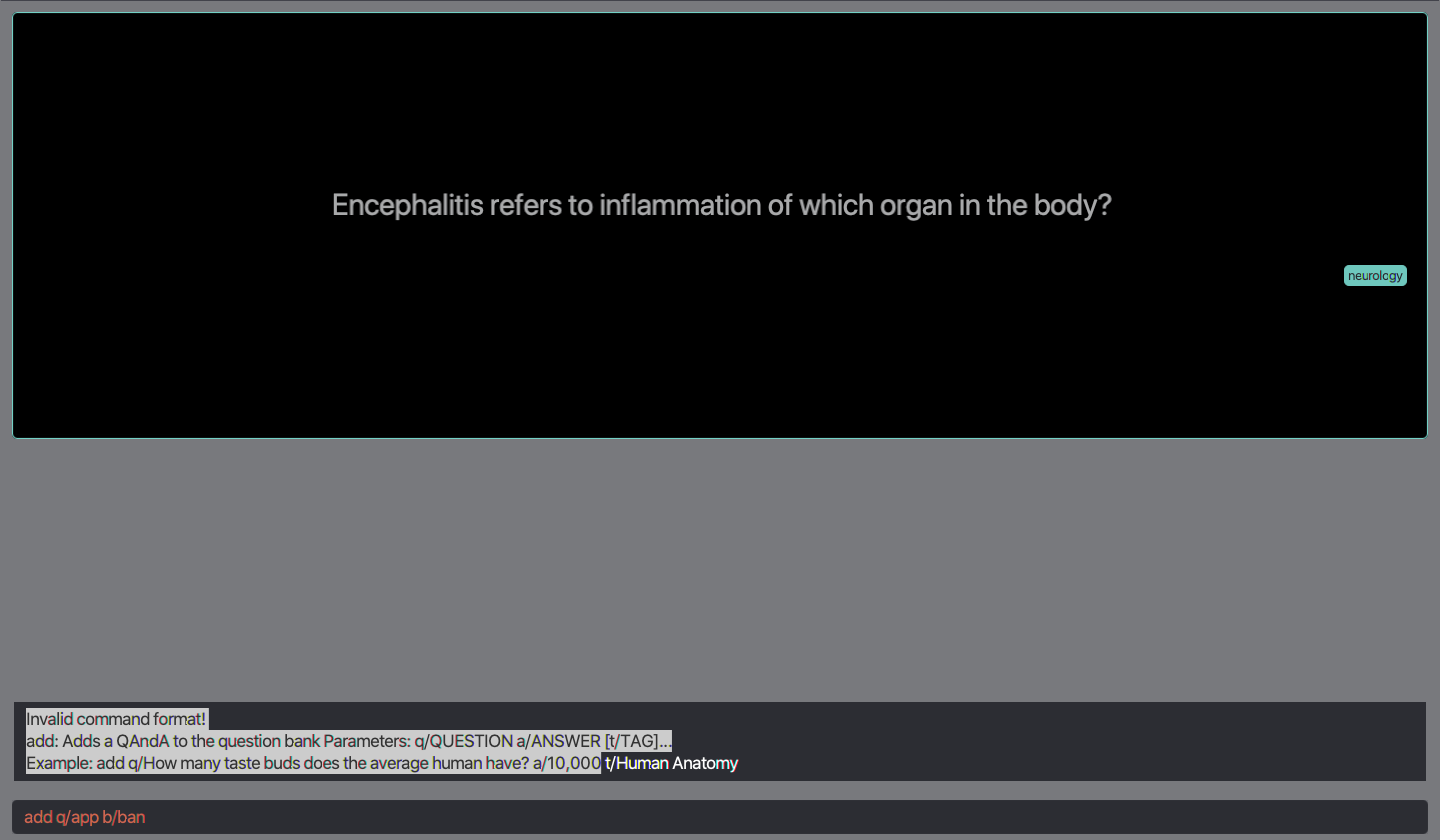 Encephalitis refers to inflammation of which organ in the body?
neurology
Invalid command format!
add: Adds a QAndA to the question bank Parameters: q/QUESTION a/ANSWER [t/TAG]...
Example: add q/How many taste buds does the average human have? a/10,000 t/Human Anatomy
add q/app b/ban